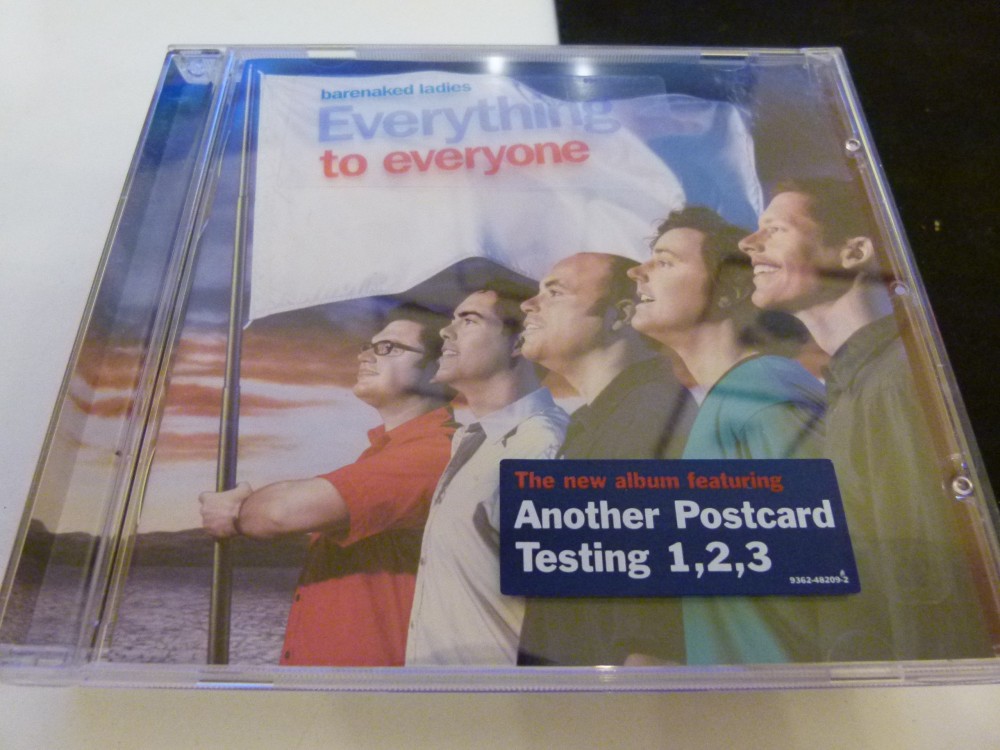 barenaked ladies
Everything
to everyone
The new album featuring
Another Postcard
Testing 1,2,3
9362-48209-2